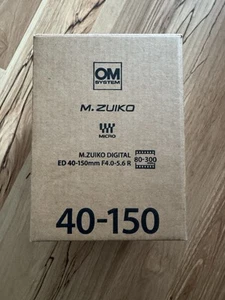 OM
SYSTEM
M.ZUIKO
MICRO
M.ZUIKO DIGITAL
ED 40-150mm F4.0-5.6 R
80-300
40-150